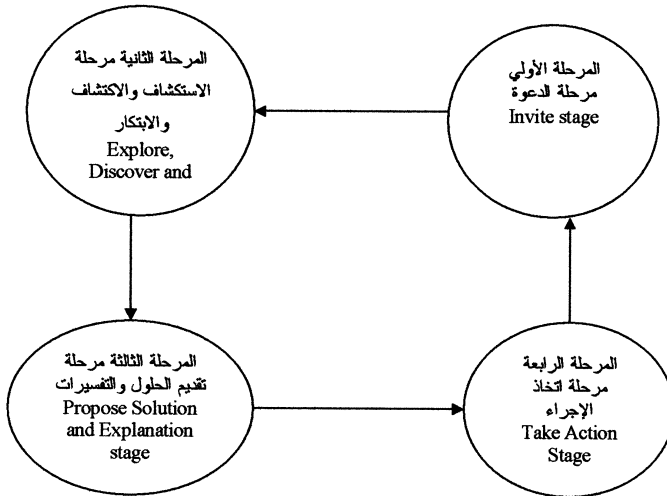 المرحلة الأولي
مرحلة الدعوة
Invite stage
المرحلة الثانية مرحلة
الاستكشاف والاكتشاف
والابتكار
Explore,
Discover and
المرحلة الثالثة مرحلة
تقديم الحلول والتفسيرات
Propose Solution
and Explanation
stage
المرحلة الرابعة
مرحلة اتخاذ
الإجراء
Take Action
Stage